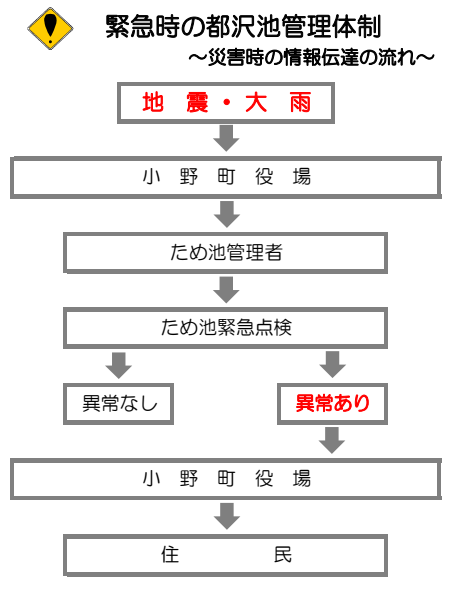 緊急時の都沢池管理体制
～災害時の情報伝達の流れ～
地　震・大　雨
小　野　町　役　場
ため池管理者
ため池緊急点検
異常なし　異常あり
小　野　町　役　場
住　　　　　民